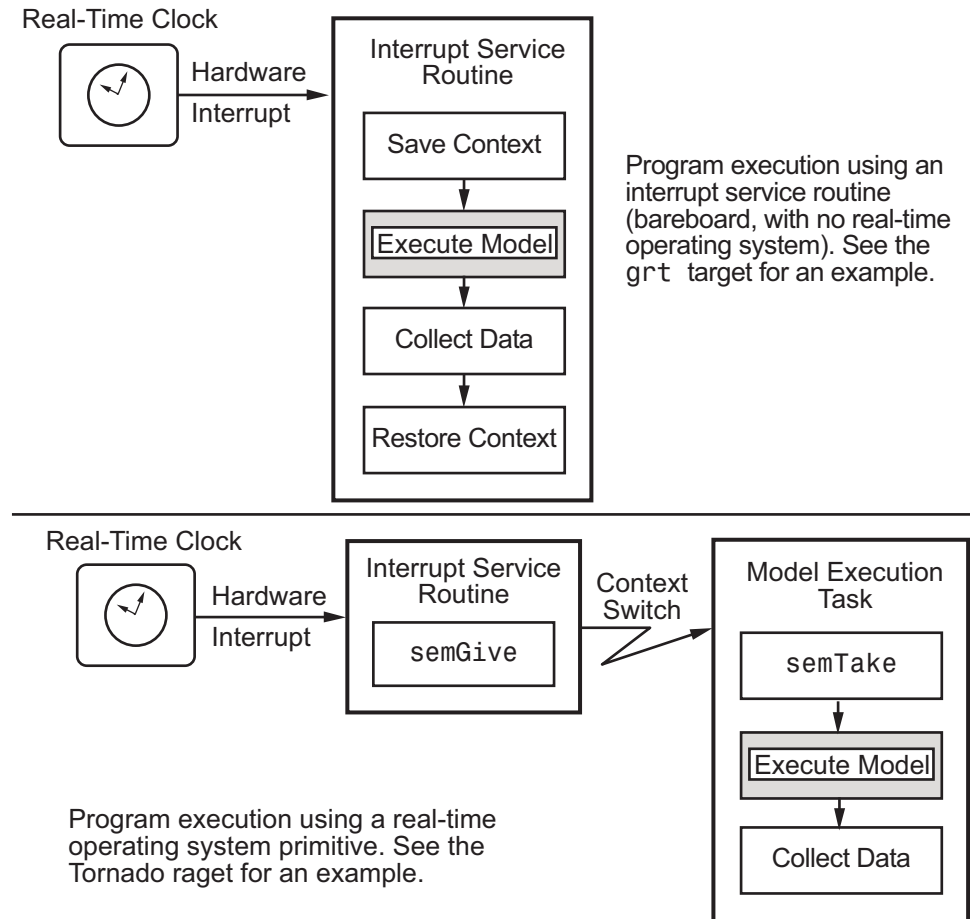 Real-Time Clock
Hardware
Interrupt
Interrupt Service
Routine
Save Context
Execute Model
Collect Data
Restore Context
Program execution using an
interrupt service routine
(bareboard, with no real-time
operating system). See the
grt target for an example.
Real-Time Clock
Hardware
Interrupt
Interrupt Service
Routine
semGive
Context
Switch
Model Execution
Task
semTake
Execute Model
Collect Data
Program execution using a real-time
operating system primitive. See the
Tornado raget for an example.